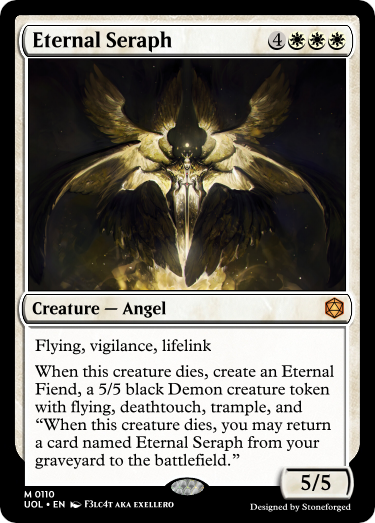 Eternal Seraph 4
Creature — Angel
Flying, vigilance, lifelink
When this creature dies, create an Eternal
Fiend, a 5/5 black Demon creature token
with flying, deathtouch, trample, and
“When this creature dies, you may return
a card named Eternal Seraph from your
graveyard to the battlefield.”
5/5
M 0110
UOL • EN F3LC4T AKA EXELLERO
Designed by Stoneforged